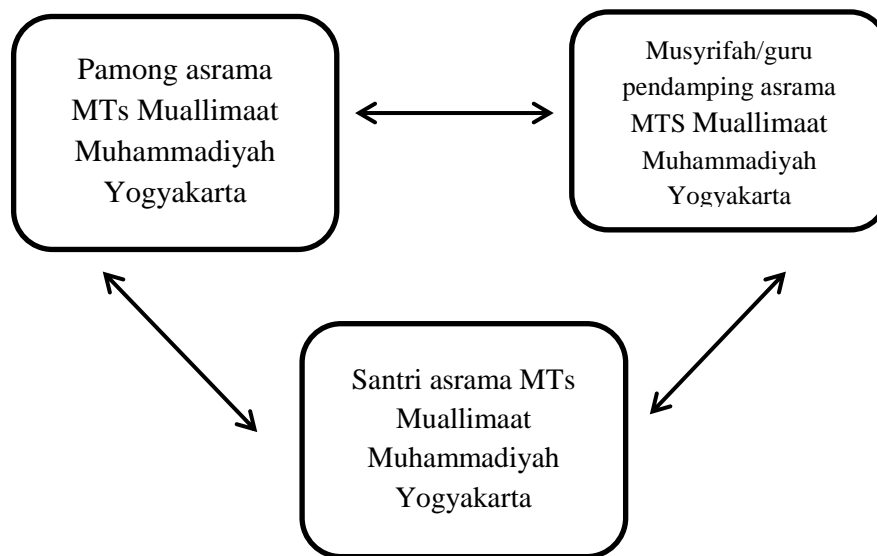 Pamong asrama
MTs Muallimaat
Muhammadiyah
Yogyakarta
Musyrifah/guru
pendamping asrama
MTS Muallimaat
Muhammadiyah
Yogyakarta
Santri asrama MTs
Muallimaat
Muhammadiyah
Yogyakarta